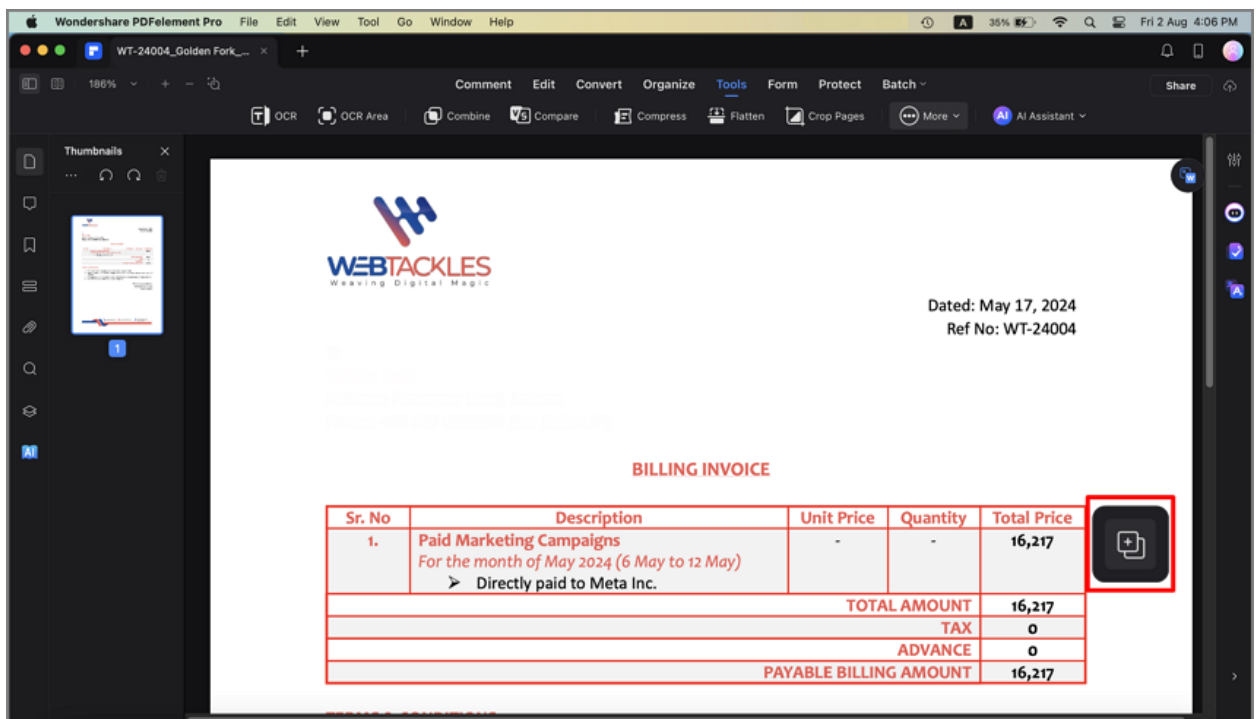 Wondershare PDFelement Pro File Edit View Tool Go Window Help A 35% Fri 2 Aug 4:06 PM
WT-24004_Golden Fork_... × +
186% + − Comment Edit Convert Organize Tools Form Protect Batch Share
T OCR OCR Area Combine Vs Compare Compress Flatten Crop Pages More AI AI Assistant
Thumbnails ×
...
W
WEBTACKLES
Weaving Digital Magic
Dated: May 17, 2024
Ref No: WT-24004
1
AI
BILLING INVOICE
Sr. No Description Unit Price Quantity Total Price
1. Paid Marketing Campaigns - - 16,217
For the month of May 2024 (6 May to 12 May)
➤ Directly paid to Meta Inc.
TOTAL AMOUNT 16,217
TAX 0
ADVANCE 0
PAYABLE BILLING AMOUNT 16,217